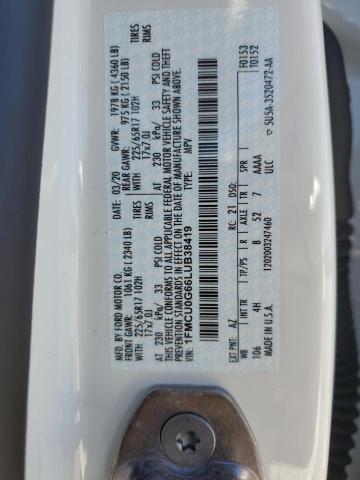 MFD. BY FORD MOTOR CO.
DATE: 03/20 GVWR: 1978 KG (4360 LB)
FRONT GAWR: 1061 KG (2340 LB) REAR GAWR: 975 KG (2150 LB)
WITH 225/65R17 102H TIRES WITH 225/65R17 102H TIRES
17x7.0J RIMS 17x7.0J RIMS
AT 230 kPa/ 33 PSI COLD AT 230 kPa/ 33 PSI COLD
THIS VEHICLE CONFORMS TO ALL APPLICABLE FEDERAL MOTOR VEHICLE SAFETY AND THEFT
PREVENTION STANDARDS IN EFFECT ON THE DATE OF MANUFACTURE SHOWN ABOVE.
VIN: 1FMCU0G66LUB38419
TYPE: MPV
F0153
T0152
EXT PNT: AZ RC: 21 DSO:
WB INT TR TP/PS R AXLE TR SPR
106 4H B 52 7 AAAA
MADE IN U.S.A. 1202003247460
5U5A-3520472-AA